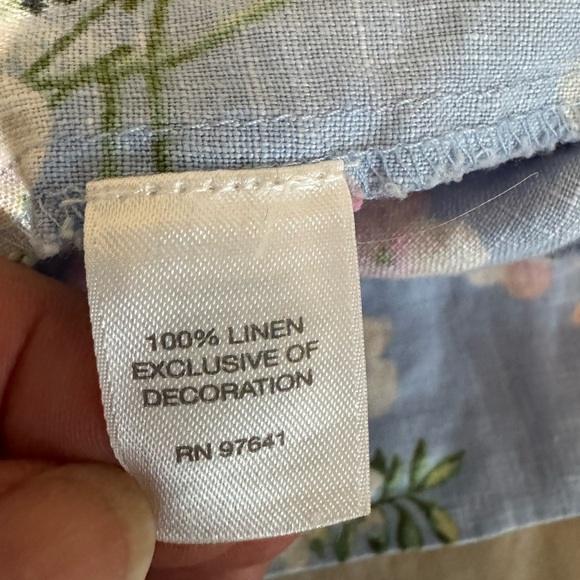 100% LINEN
EXCLUSIVE OF
DECORATION
RN 97641